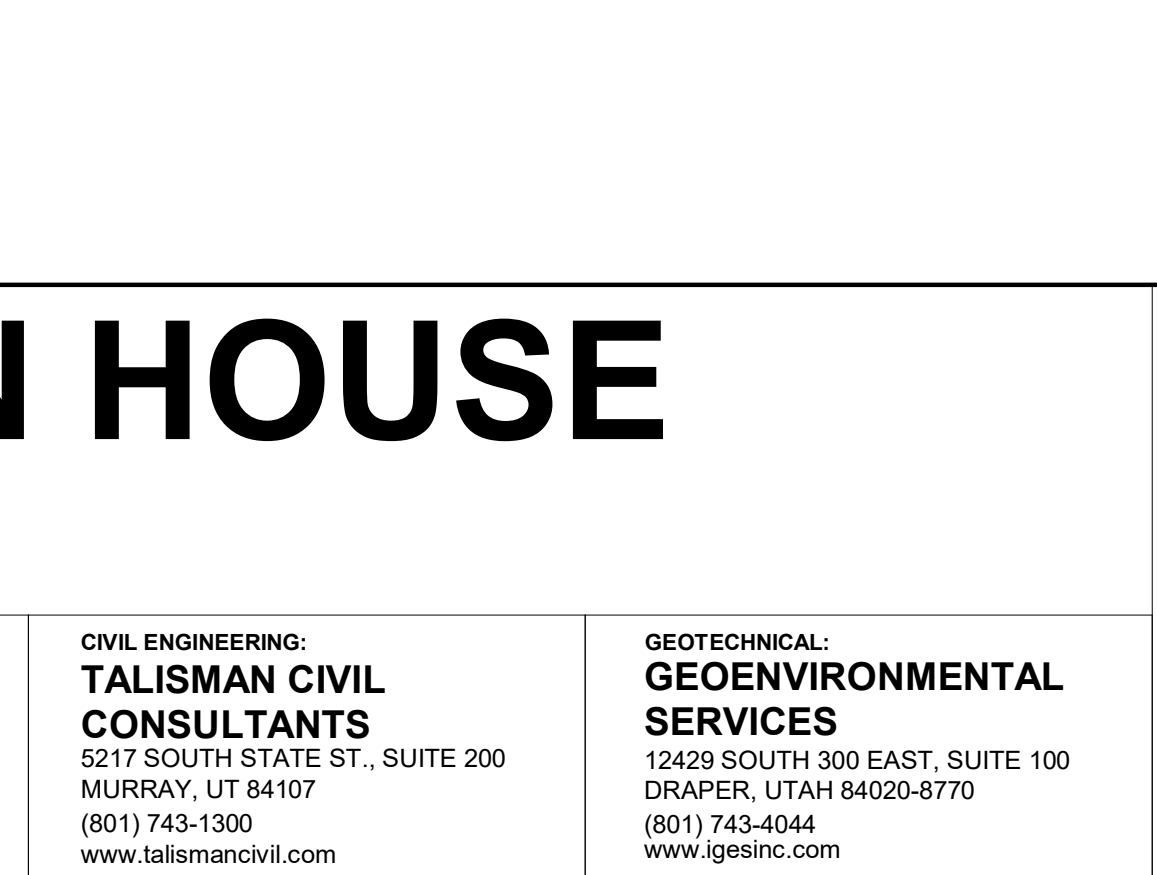 N HOUSE
CIVIL ENGINEERING:
TALISMAN CIVIL
CONSULTANTS
5217 SOUTH STATE ST., SUITE 200
MURRAY, UT 84107
(801) 743-1300
www.talismancivil.com
GEOTECHNICAL:
GEOENVIRONMENTAL
SERVICES
12429 SOUTH 300 EAST, SUITE 100
DRAPER, UTAH 84020-8770
(801) 743-4044
www.igesinc.com